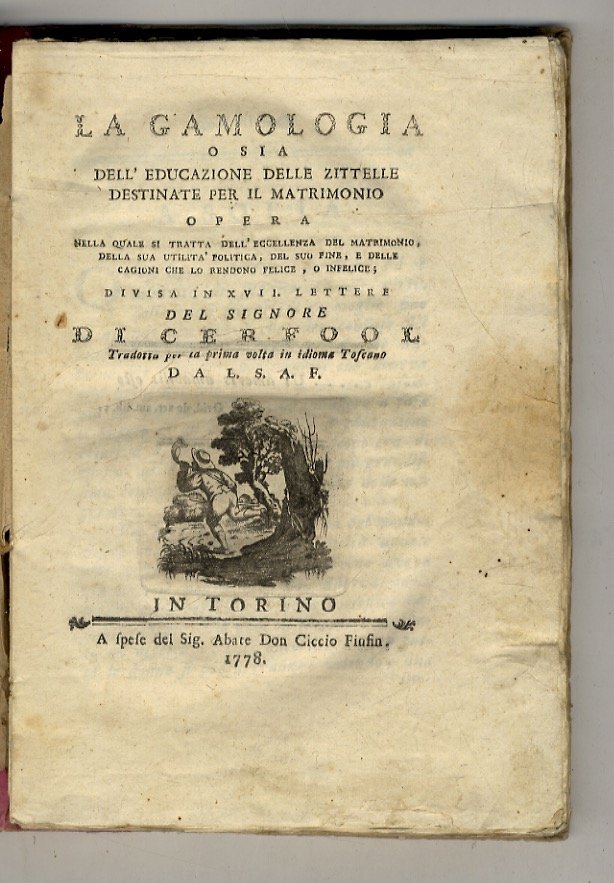 LA GAMOLOGIA
O SIA
DELL' EDUCAZIONE DELLE ZITTELLE
DESTINATE PER IL MATRIMONIO
OPERA
NELLA QUALE SI TRATTA DELL'ECCELLENZA DEL MATRIMONIO,
DELLA SUA UTILITA' POLITICA, DEL SUO FINE, E DELLE
CAGIONI CHE LO RENDONO FELICE, O INFELICE;
DIVISA IN XVII. LETTERE
DEL SIGNORE
DI CERFOOL
Tradotta per la prima volta in idioma Toscano
DA L. S. A. F.
IN TORINO
A spese del Sig. Abate Don Ciccio Finfin.
1778.